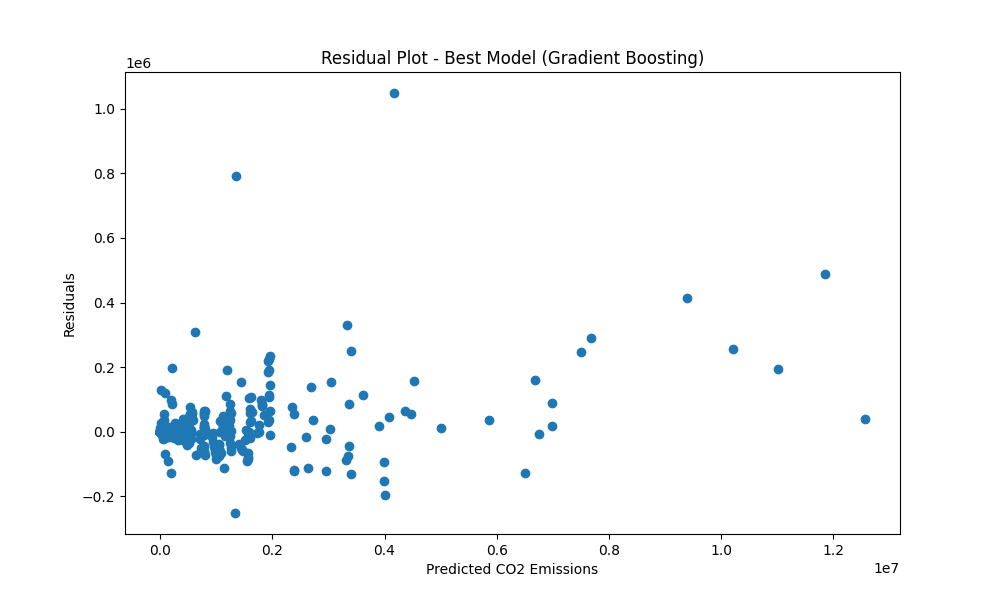 Residual Plot - Best Model (Gradient Boosting)
1e6
1.0
0.8
0.6
0.4
0.2
0.0
−0.2
Residuals
0.0 0.2 0.4 0.6 0.8 1.0 1.2
1e7
Predicted CO2 Emissions